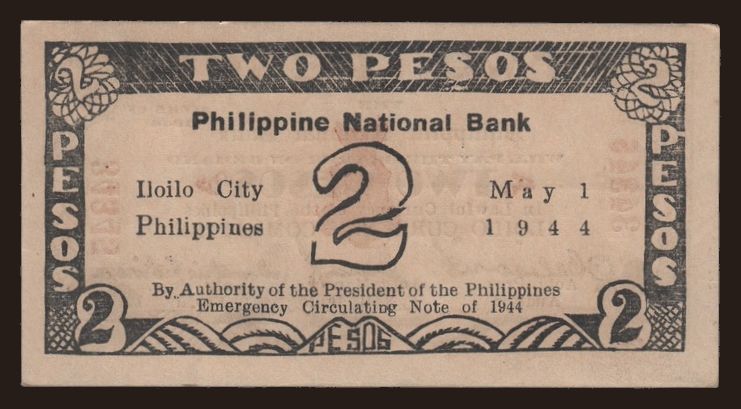 2 TWO PESOS 2
Philippine National Bank
PESOS
PESOS
Iloilo City
Philippines
2
May 1
1944
By Authority of the President of the Philippines
Emergency Circulating Note of 1944
2 PESOS 2